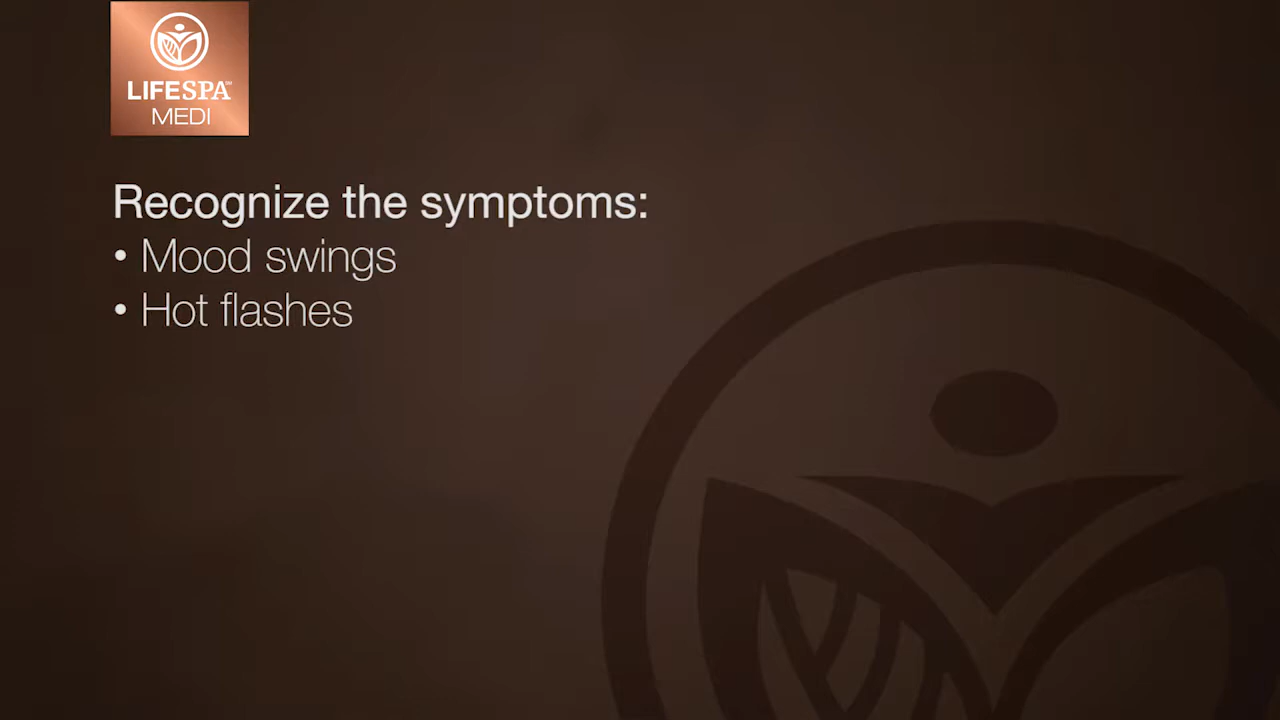 LIFESPA™
MEDI
Recognize the symptoms:
• Mood swings
• Hot flashes